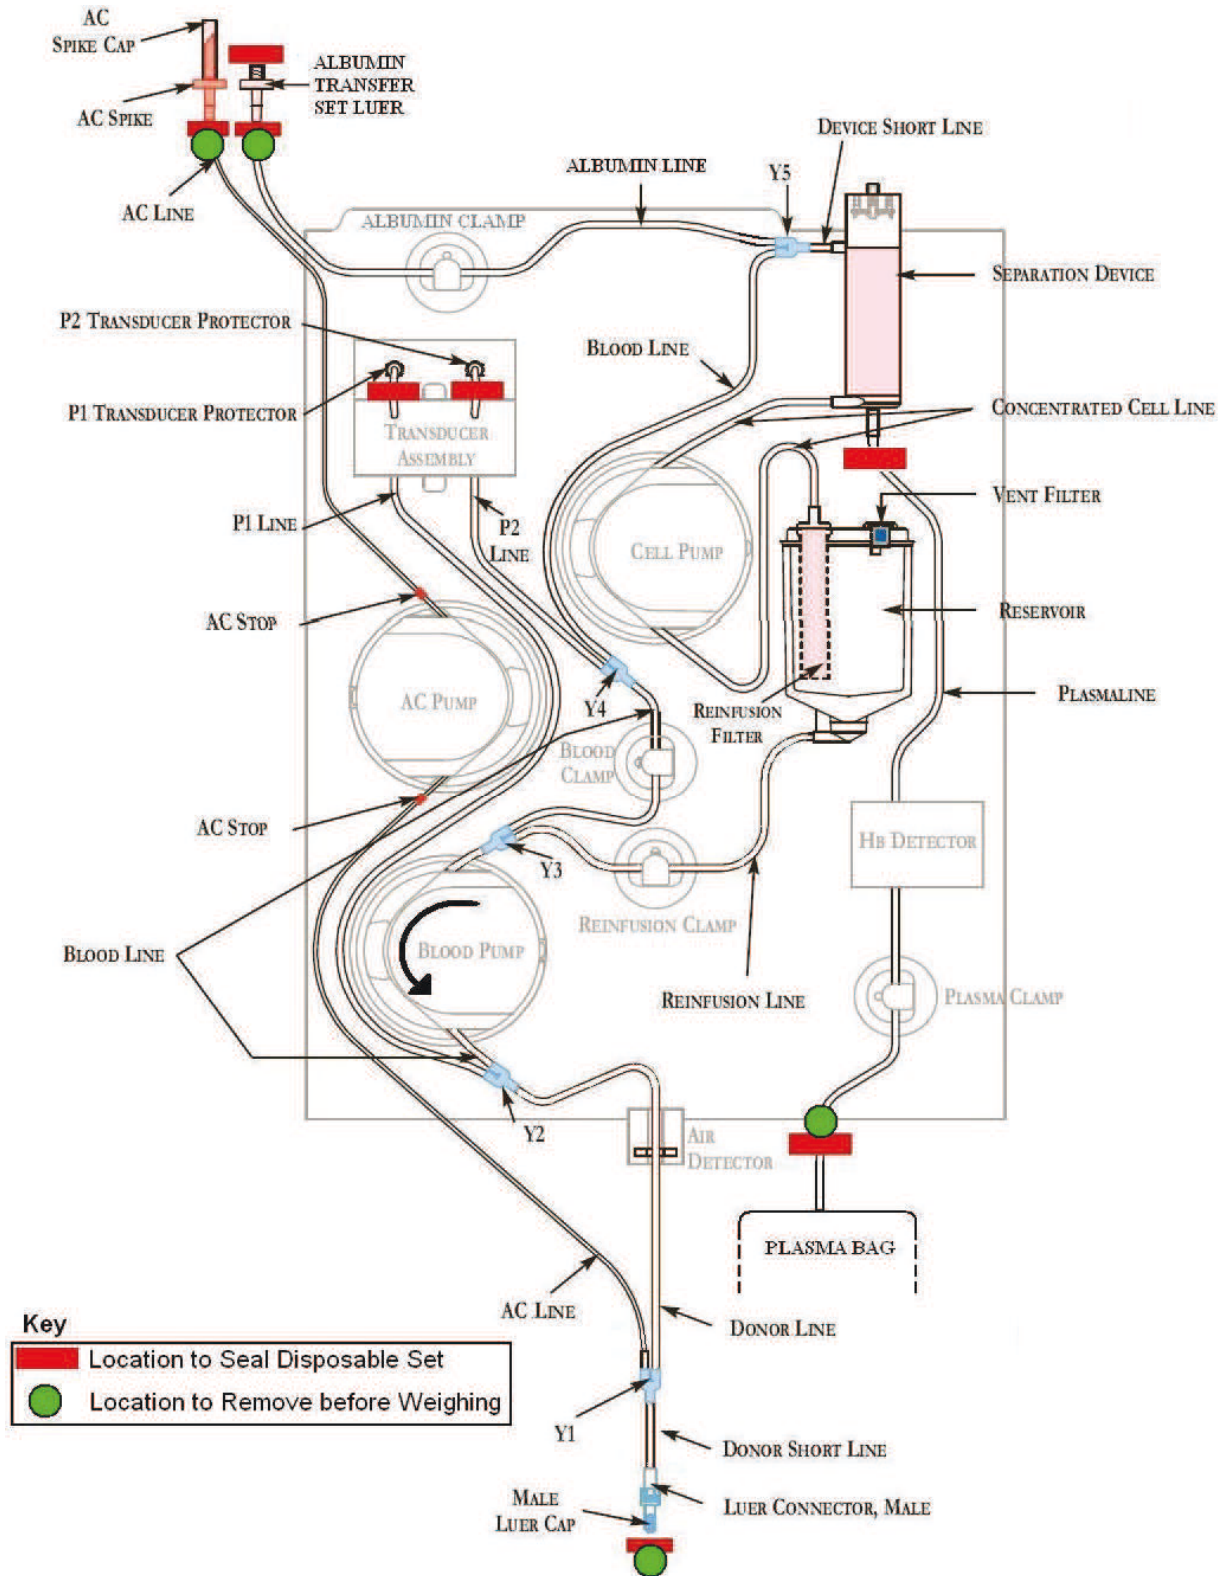 AC
SPIKE CAP
ALBUMIN
TRANSFER
SET LUER
AC SPIKE
DEVICE SHORT LINE
ALBUMIN LINE
Y5
AC LINE
ALBUMIN CLAMP
SEPARATION DEVICE
P2 TRANSDUCER PROTECTOR
BLOOD LINE
P1 TRANSDUCER PROTECTOR
CONCENTRATED CELL LINE
TRANSDUCER
ASSEMBLY
VENT FILTER
P1 LINE
P2
LINE
CELL PUMP
RESERVOIR
AC STOP
AC PUMP
Y4
REINFUSION
FILTER
PLASMALINE
BLOOD
CLAMP
AC STOP
Y3
HB DETECTOR
REINFUSION CLAMP
BLOOD LINE
BLOOD PUMP
REINFUSION LINE
PLASMA CLAMP
Y2
AIR
DETECTOR
PLASMA BAG
AC LINE
DONOR LINE
Key
Location to Seal Disposable Set
Location to Remove before Weighing
Y1
DONOR SHORT LINE
MALE
LUER CAP
LUER CONNECTOR, MALE